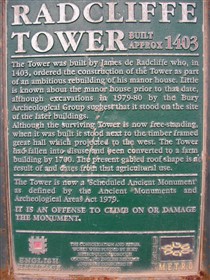 RADCLIFFE
TOWER BUILT APPROX 1403
The Tower was built by James de Radcliffe who, in
1403, ordered the construction of the Tower as part
of an ambitious rebuilding of his manor house. Little
is known about the manor house prior to that date,
although excavations in 1979-80 by the Bury
Archaeological Group suggest that it stood on the site
of the later buildings.
Although the surviving Tower is now free-standing,
when it was built it stood next to the timber framed
great hall which projected to the west. The Tower
had fallen into disuse and been converted to a farm
building by 1700. The present gabled roof shape is a
result of and dates from that agricultural use.
The Tower is now a Scheduled Ancient Monument
as defined by the Ancient Monuments and
Archeological Areas Act 1979.
IT IS AN OFFENSE TO CLIMB ON OR DAMAGE
THE MONUMENT.
ENGLISH
METRO